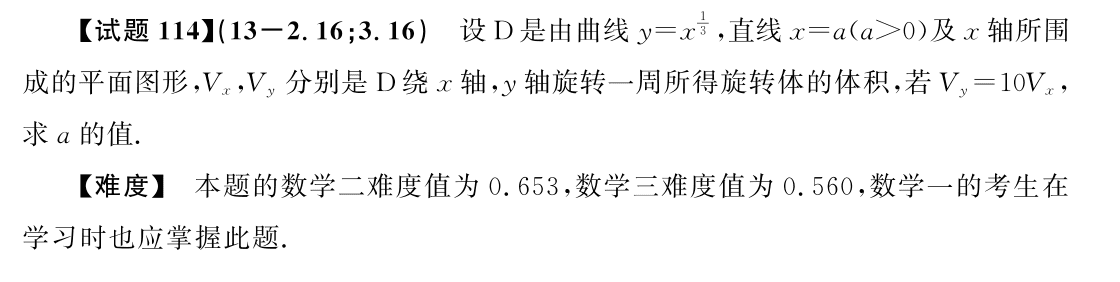 【试题 114】(13－2.16;3.16) 设 D 是由曲线 y=x^{\frac{1}{3}},直线 x=a(a>0)及 x 轴所围
成的平面图形,V_x,V_y 分别是 D 绕 x 轴,y 轴旋转一周所得旋转体的体积,若 V_y=10V_x,
求 a 的值.
【难度】 本题的数学二难度值为 0.653,数学三难度值为 0.560,数学一的考生在
学习时也应掌握此题.